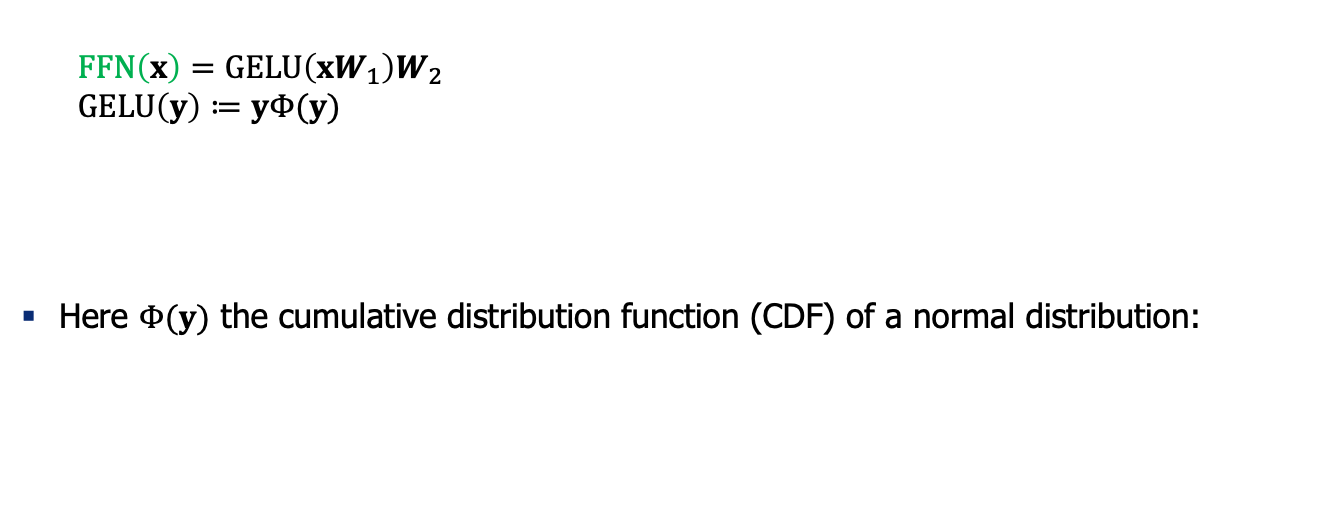 FFN(𝐱) = GELU(𝐱𝑾₁)𝑾₂
GELU(𝐲) ≔ 𝐲Φ(𝐲)
▪ Here Φ(𝐲) the cumulative distribution function (CDF) of a normal distribution: